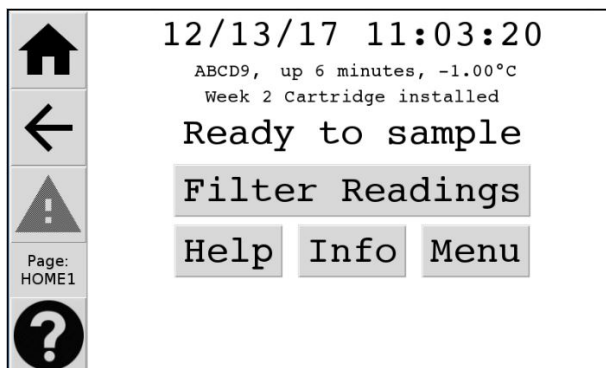 12/13/17 11:03:20
ABCD9, up 6 minutes, -1.00°C
Week 2 Cartridge installed
Ready to sample
Filter Readings
Help Info Menu
Page:
HOME1
?